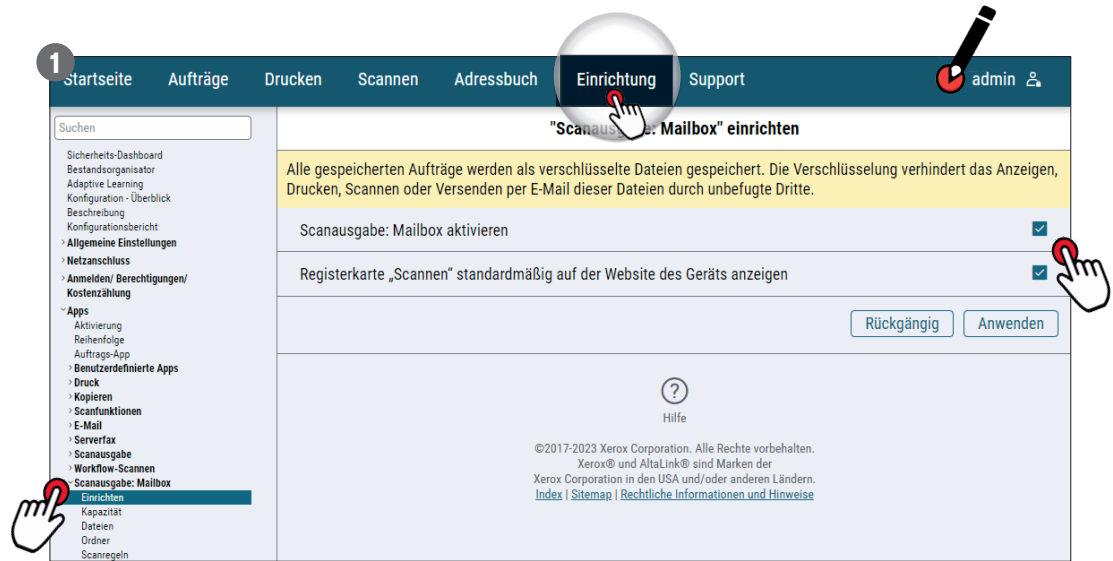 1
Startseite Aufträge Drucken Scannen Adressbuch Einrichtung Support admin
Suchen
Sicherheits-Dashboard
Bestandsorganisator
Adaptive Learning
Konfiguration - Überblick
Beschreibung
Konfigurationsbericht
Allgemeine Einstellungen
Netzanschluss
Anmelden/ Berechtigungen/
Kostenzählung
Apps
Aktivierung
Reihenfolge
Auftrags-App
Benutzerdefinierte Apps
Druck
Kopieren
Scanfunktionen
E-Mail
Serverfax
Scanausgabe
Workflow-Scannen
Scanausgabe: Mailbox
Einrichten
Kapazität
Dateien
Ordner
Scanregeln
"Scanausgabe: Mailbox" einrichten
Alle gespeicherten Aufträge werden als verschlüsselte Dateien gespeichert. Die Verschlüsselung verhindert das Anzeigen,
Drucken, Scannen oder Versenden per E-Mail dieser Dateien durch unbefugte Dritte.
Scanausgabe: Mailbox aktivieren
Registerkarte „Scannen“ standardmäßig auf der Website des Geräts anzeigen
Rückgängig Anwenden
?
Hilfe
©2017-2023 Xerox Corporation. Alle Rechte vorbehalten.
Xerox® und AltaLink® sind Marken der
Xerox Corporation in den USA und/oder anderen Ländern.
Index | Sitemap | Rechtliche Informationen und Hinweise